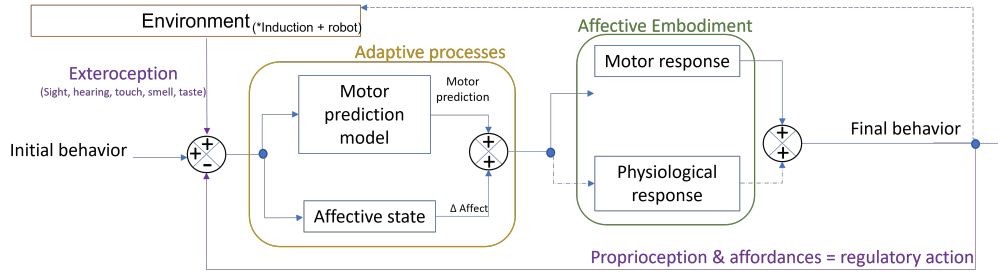 Environment (*Induction + robot)
Affective Embodiment
Adaptive processes
Exteroception
(Sight, hearing, touch, smell, taste)
Motor response
Motor
prediction
model
Motor
prediction
Initial behavior
+
+
-
+
+
+
+
Final behavior
Physiological
response
Affective state
Δ Affect
Proprioception & affordances = regulatory action